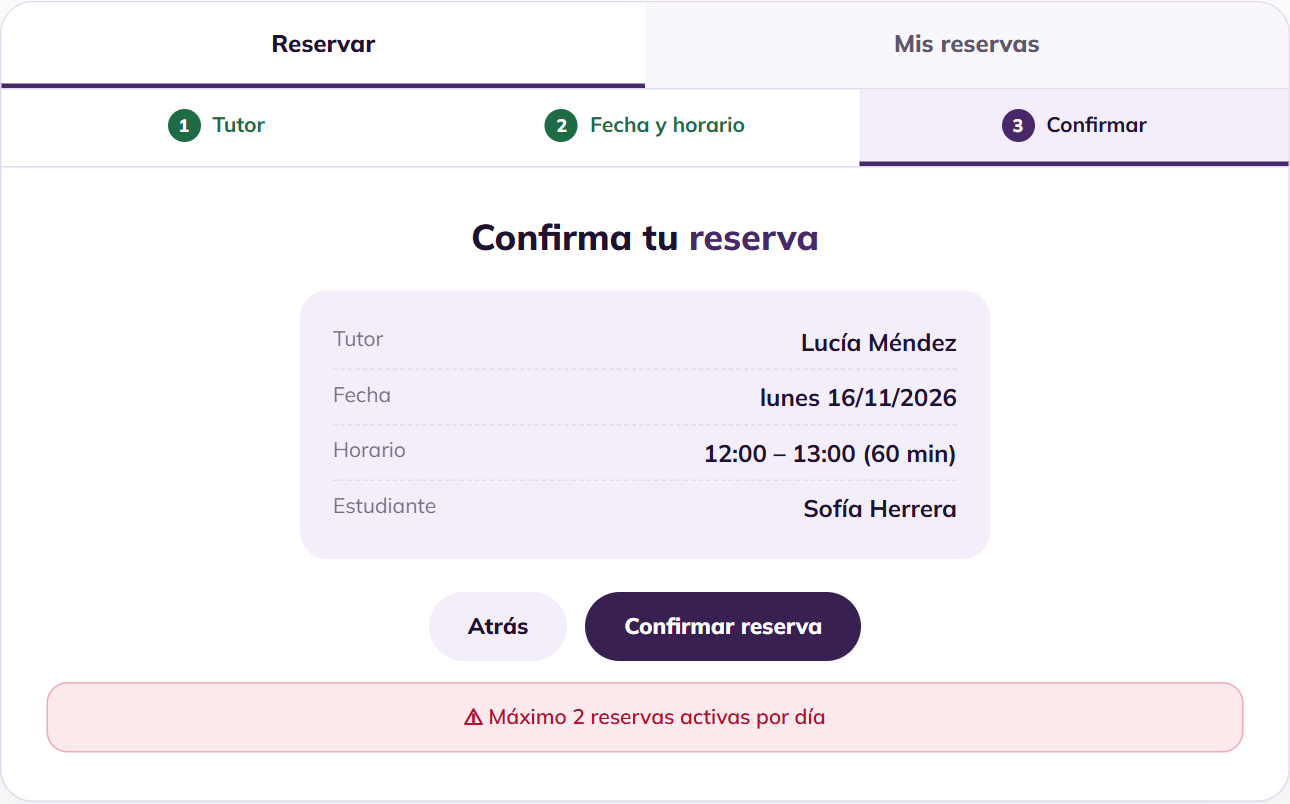 Reservar
Mis reservas
1 Tutor
2 Fecha y horario
3 Confirmar
Confirma tu reserva
Tutor Lucía Méndez
Fecha lunes 16/11/2026
Horario 12:00 – 13:00 (60 min)
Estudiante Sofía Herrera
Atrás
Confirmar reserva
⚠ Máximo 2 reservas activas por día